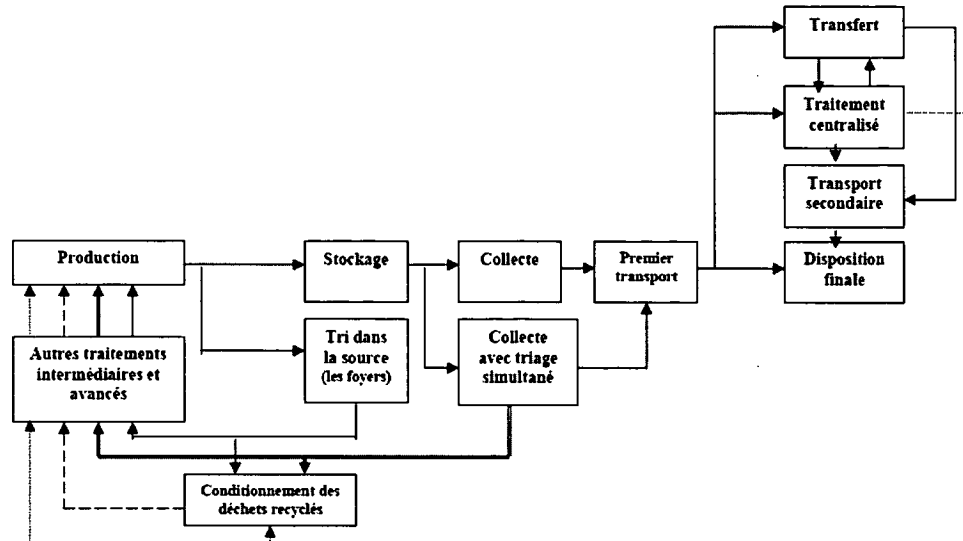 Transfert
Traitement
centralisé
Transport
secondaire
Production
Stockage
Collecte
Premier
transport
Disposition
finale
Autres traitements
intermédiaires et
avancés
Tri dans
la source
(les foyers)
Collecte
avec triage
simultané
Conditionnement des
déchets recyclés